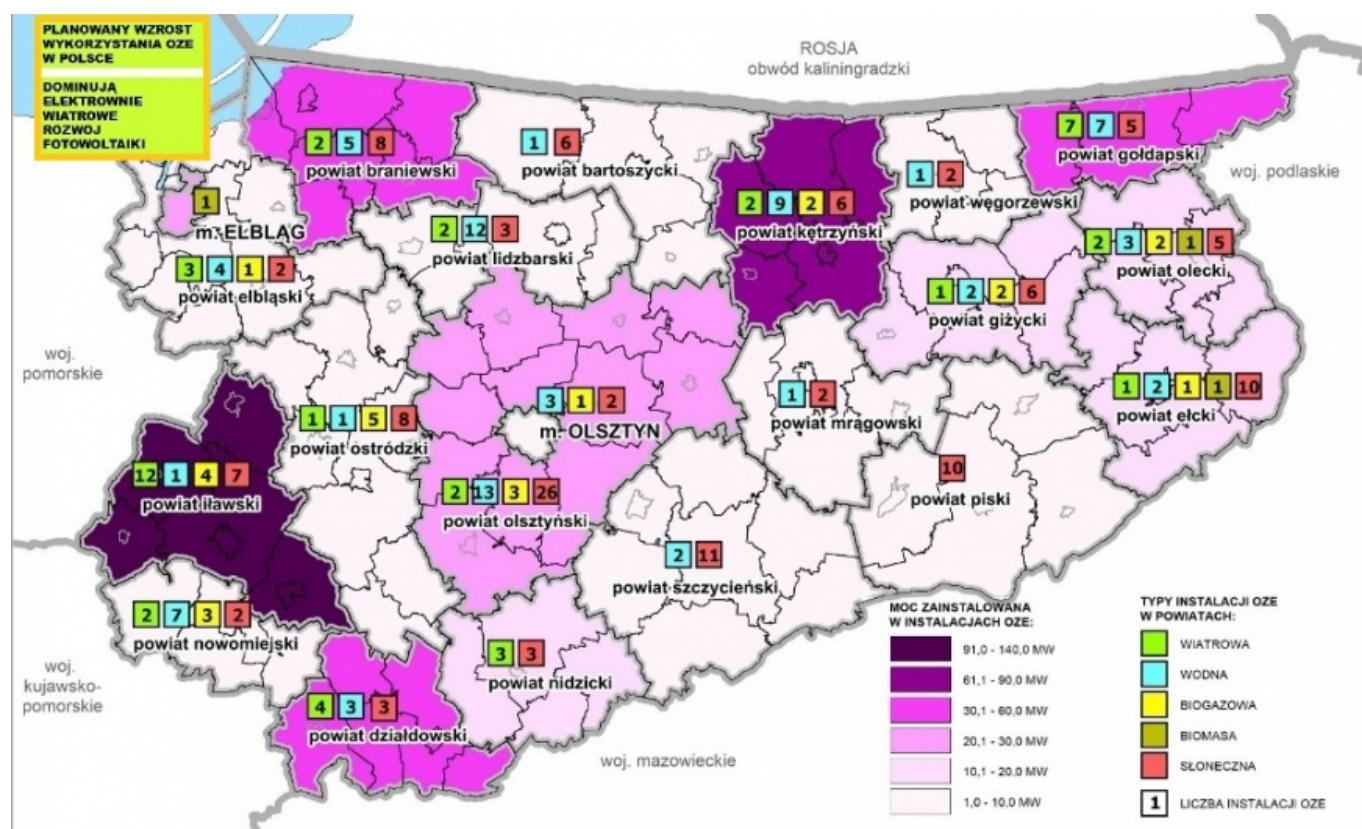 PLANOWANY WZROST
WYKORZYSTANIA OZE
W POLSCE
DOMINUJĄ
ELEKTROWNIE
WIATROWE
ROZWOJ
FOTOWOLTAIKI
ROSJA
obwód kaliningradzki
woj. podlaskie
2 5 8
powiat braniewski
1 6
powiat bartoszycki
7 7 5
powiat gołdapski
1
m. ELBLĄG
2 12 3
powiat lidzbarski
2 9 2 6
powiat kętrzyński
1 2
powiat węgorzewski
2 3 2 1 5
powiat olecki
3 4 1 2
powiat elbląski
1 2 2 6
powiat giżycki
woj.
pomorskie
1 1 5 8
powiat ostródzki
3 1 2
m. OLSZTYN
1 2
powiat mrągowski
1 2 1 1 10
powiat ełcki
12 1 4 7
powiat iławski
2 13 3 26
powiat olsztyński
10
powiat piski
2 11
powiat szczycieński
2 7 3 2
powiat nowomiejski
3 3
powiat nidzicki
woj.
kujawsko-
pomorskie
4 3 3
powiat działdowski
woj. mazowieckie
MOC ZAINSTALOWANA
W INSTALACJACH OZE:
91,0 - 140,0 MW
61,1 - 90,0 MW
30,1 - 60,0 MW
20,1 - 30,0 MW
10,1 - 20,0 MW
1,0 - 10,0 MW
TYPY INSTALACJI OZE
W POWIATACH:
WIATROWA
WODNA
BIOGAZOWA
BIOMASA
SŁONECZNA
1 LICZBA INSTALACJI OZE